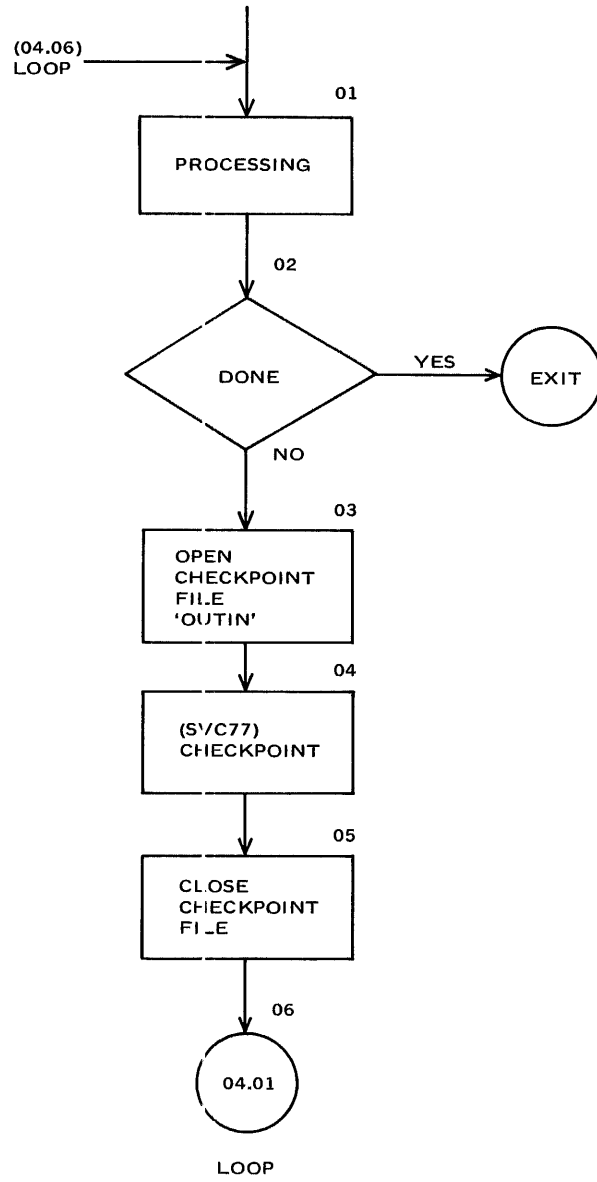 (04.06)
LOOP
01
PROCESSING
02
DONE
YES
EXIT
NO
03
OPEN
CHECKPOINT
FILE
'OUTIN'
04
(SVC77)
CHECKPOINT
05
CLOSE
CHECKPOINT
FILE
06
04.01
LOOP